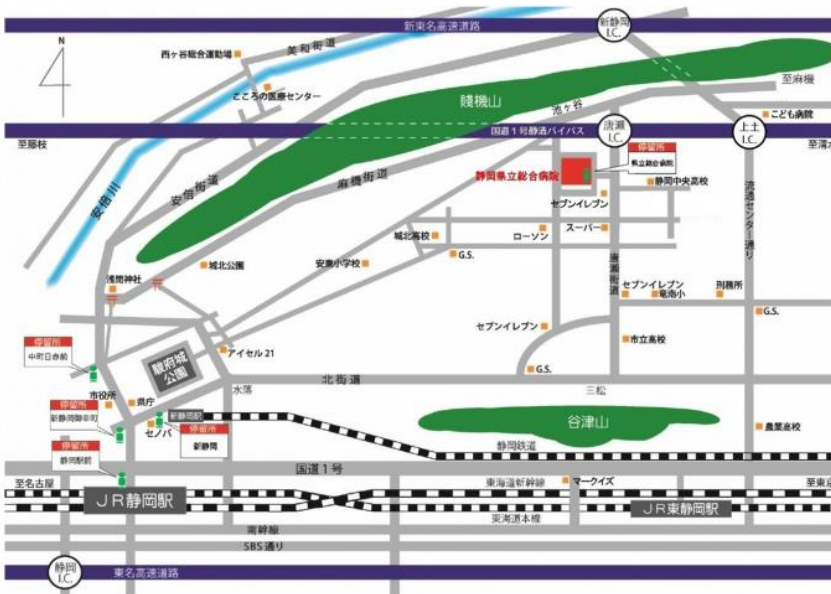 新東名高速道路
新静岡
I.C.
N
西ヶ谷総合運動場
美和街道
こころの医療センター
賤機山
至麻機
池ヶ谷
こども病院
国道1号静清バイパス
唐瀬
I.C.
上土
I.C.
至藤枝
至清水
停留所
県立総合病院
静岡県立総合病院
静岡中央高校
安倍川
安倍街道
麻機街道
セブンイレブン
流通センター通り
城北高校
ローソン
スーパー
城北公園
安東小学校
G.S.
唐瀬街道
浅間神社
セブンイレブン
竜南小
刑務所
G.S.
セブンイレブン
市立高校
停留所
中町日赤前
駿府城
公園
アイセル21
G.S.
北街道
水落
三松
市役所
県庁
停留所
新静岡御幸町
セノバ
新静岡駅
停留所
新静岡
谷津山
農業高校
停留所
静岡駅前
静岡鉄道
国道1号
至名古屋
東海道新幹線
マークイズ
至東京
JR静岡駅
東海道本線
JR東静岡駅
南幹線
SBS通り
静岡
I.C.
東名高速道路